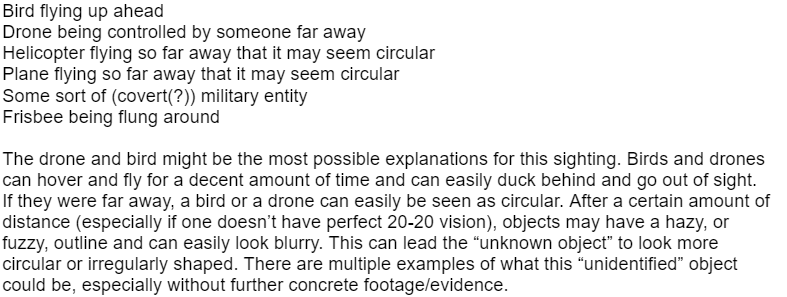 Bird flying up ahead
Drone being controlled by someone far away
Helicopter flying so far away that it may seem circular
Plane flying so far away that it may seem circular
Some sort of (covert(?)) military entity
Frisbee being flung around
The drone and bird might be the most possible explanations for this sighting. Birds and drones
can hover and fly for a decent amount of time and can easily duck behind and go out of sight.
If they were far away, a bird or a drone can easily be seen as circular. After a certain amount of
distance (especially if one doesn’t have perfect 20-20 vision), objects may have a hazy, or
fuzzy, outline and can easily look blurry. This can lead the “unknown object” to look more
circular or irregularly shaped. There are multiple examples of what this “unidentified” object
could be, especially without further concrete footage/evidence.